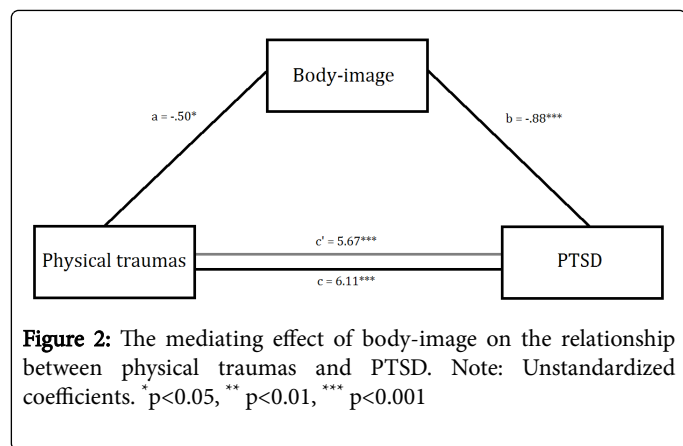 Body-image
a = -.50*
b = -.88***
c' = 5.67***
Physical traumas
PTSD
c = 6.11***
Figure 2: The mediating effect of body-image on the relationship
between physical traumas and PTSD. Note: Unstandardized
coefficients. *p<0.05, ** p<0.01, *** p<0.001